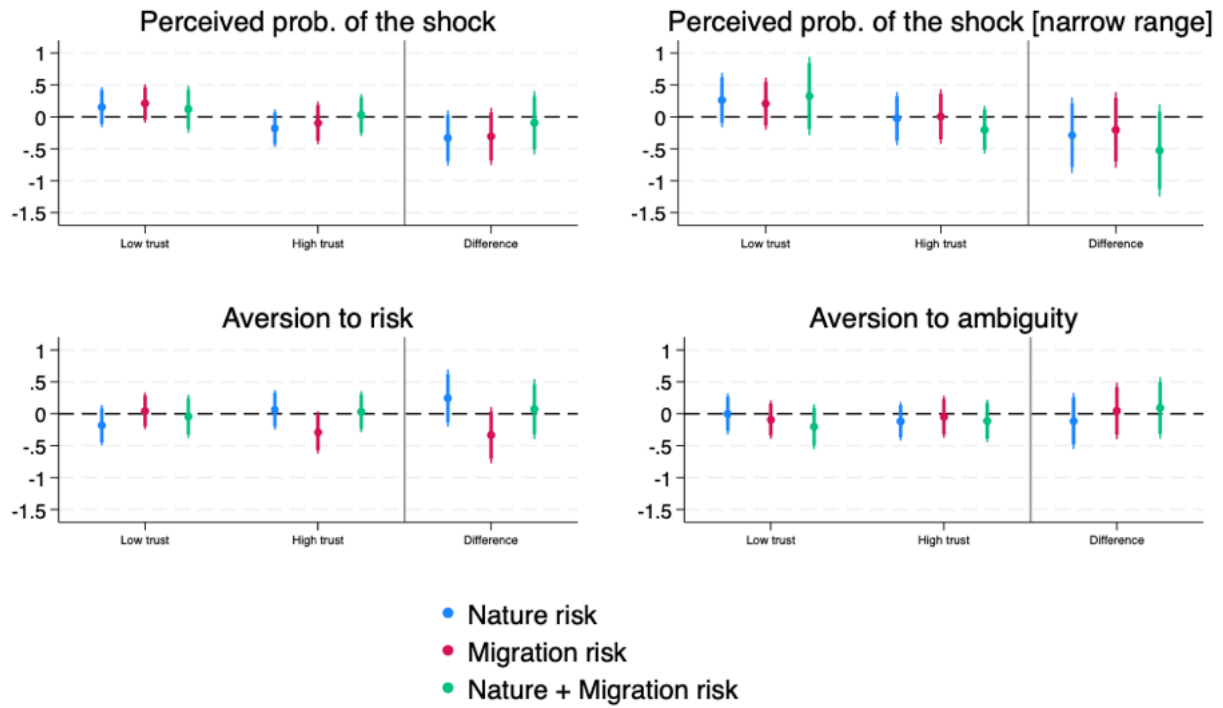 Perceived prob. of the shock
1
.5
0
-.5
-1
-1.5
Low trust High trust Difference
Perceived prob. of the shock [narrow range]
1
.5
0
-.5
-1
-1.5
Low trust High trust Difference
Aversion to risk
1
.5
0
-.5
-1
-1.5
Low trust High trust Difference
Aversion to ambiguity
1
.5
0
-.5
-1
-1.5
Low trust High trust Difference
Nature risk
Migration risk
Nature + Migration risk